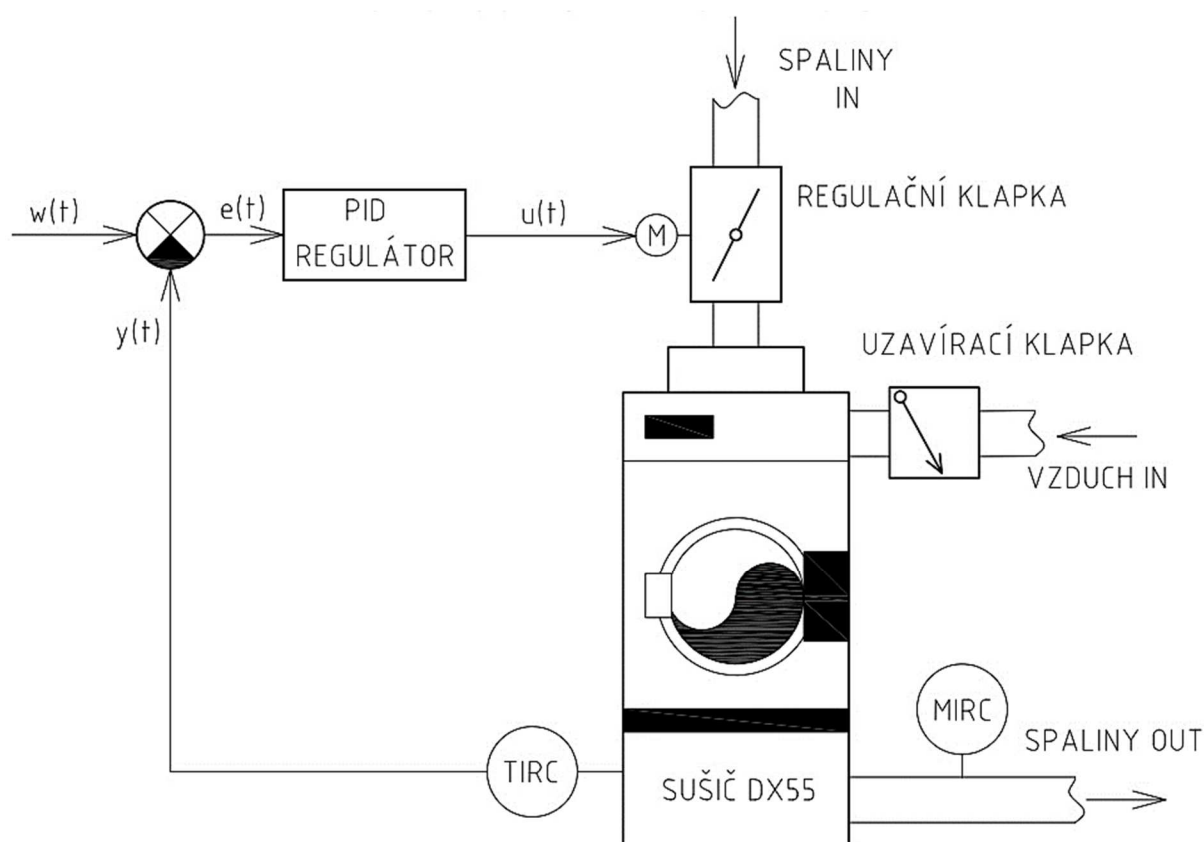 SPALINY
IN
REGULAČNÍ KLAPKA
w(t)
e(t)
PID
REGULÁTOR
u(t)
M
y(t)
UZAVÍRACÍ KLAPKA
VZDUCH IN
MIRC
SPALINY OUT
TIRC
SUŠIČ DX55